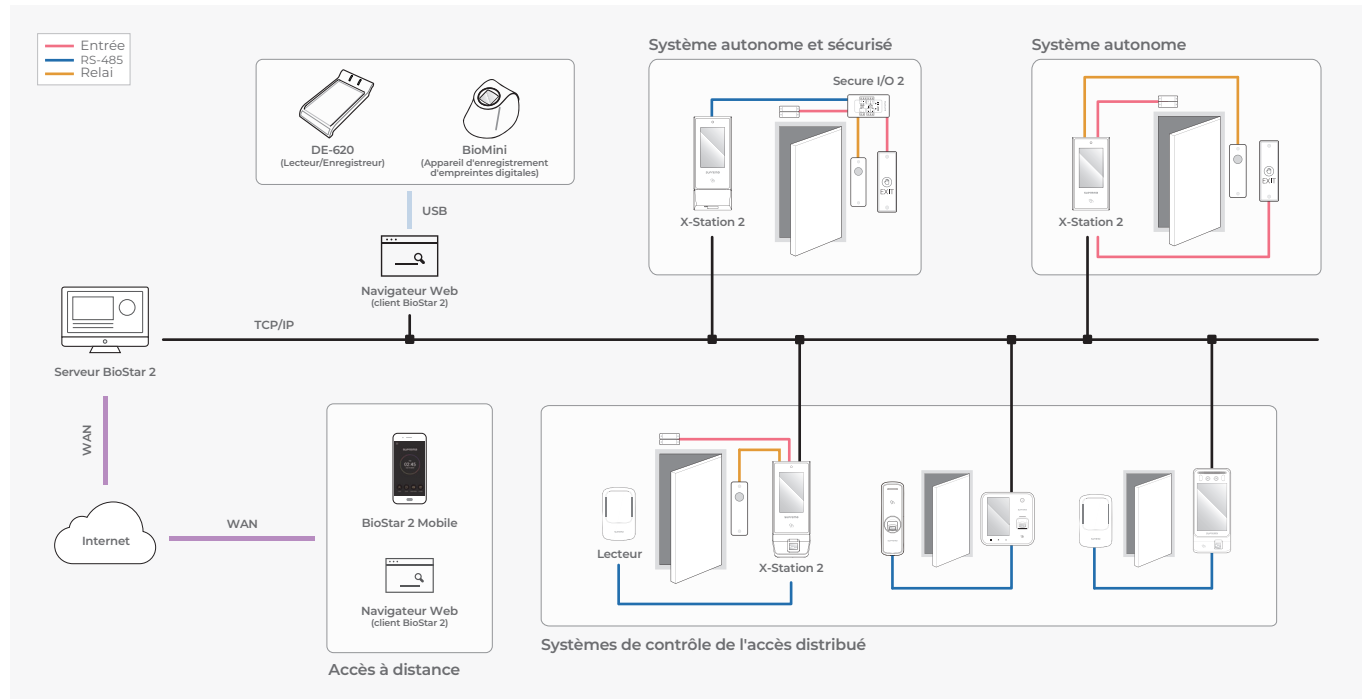 Entrée
RS-485
Relai
DE-620
(Lecteur/Enregistreur)
BioMini
(Appareil d'enregistrement
d'empreintes digitales)
USB
Navigateur Web
(client BioStar 2)
Système autonome et sécurisé
Secure I/O 2
EXIT
X-Station 2
Système autonome
EXIT
X-Station 2
TCP/IP
Serveur BioStar 2
WAN
Internet
WAN
BioStar 2 Mobile
Navigateur Web
(client BioStar 2)
Accès à distance
Lecteur
X-Station 2
Systèmes de contrôle de l'accès distribué